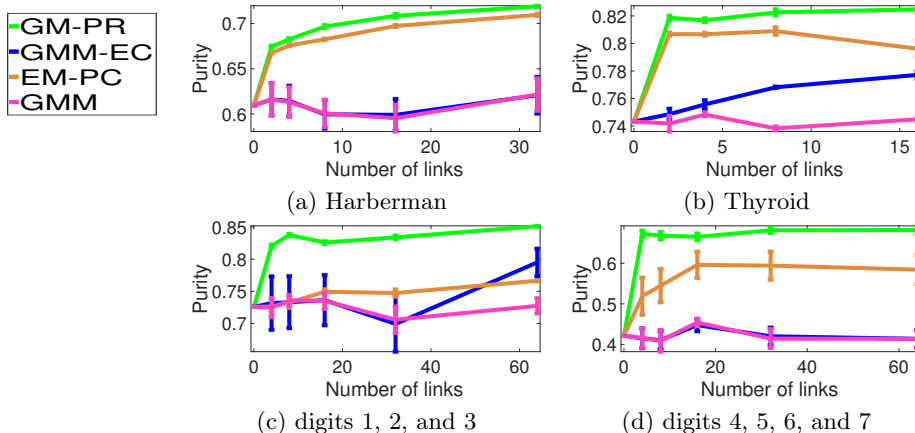 GM-PR
GMM-EC
EM-PC
GMM
Purity
0.7
0.65
0.6
0 10 20 30
Number of links
(a) Harberman
Purity
0.82
0.8
0.78
0.76
0.74
0 5 10 15
Number of links
(b) Thyroid
Purity
0.85
0.8
0.75
0.7
0 20 40 60
Number of links
(c) digits 1, 2, and 3
Purity
0.6
0.5
0.4
0 20 40 60
Number of links
(d) digits 4, 5, 6, and 7